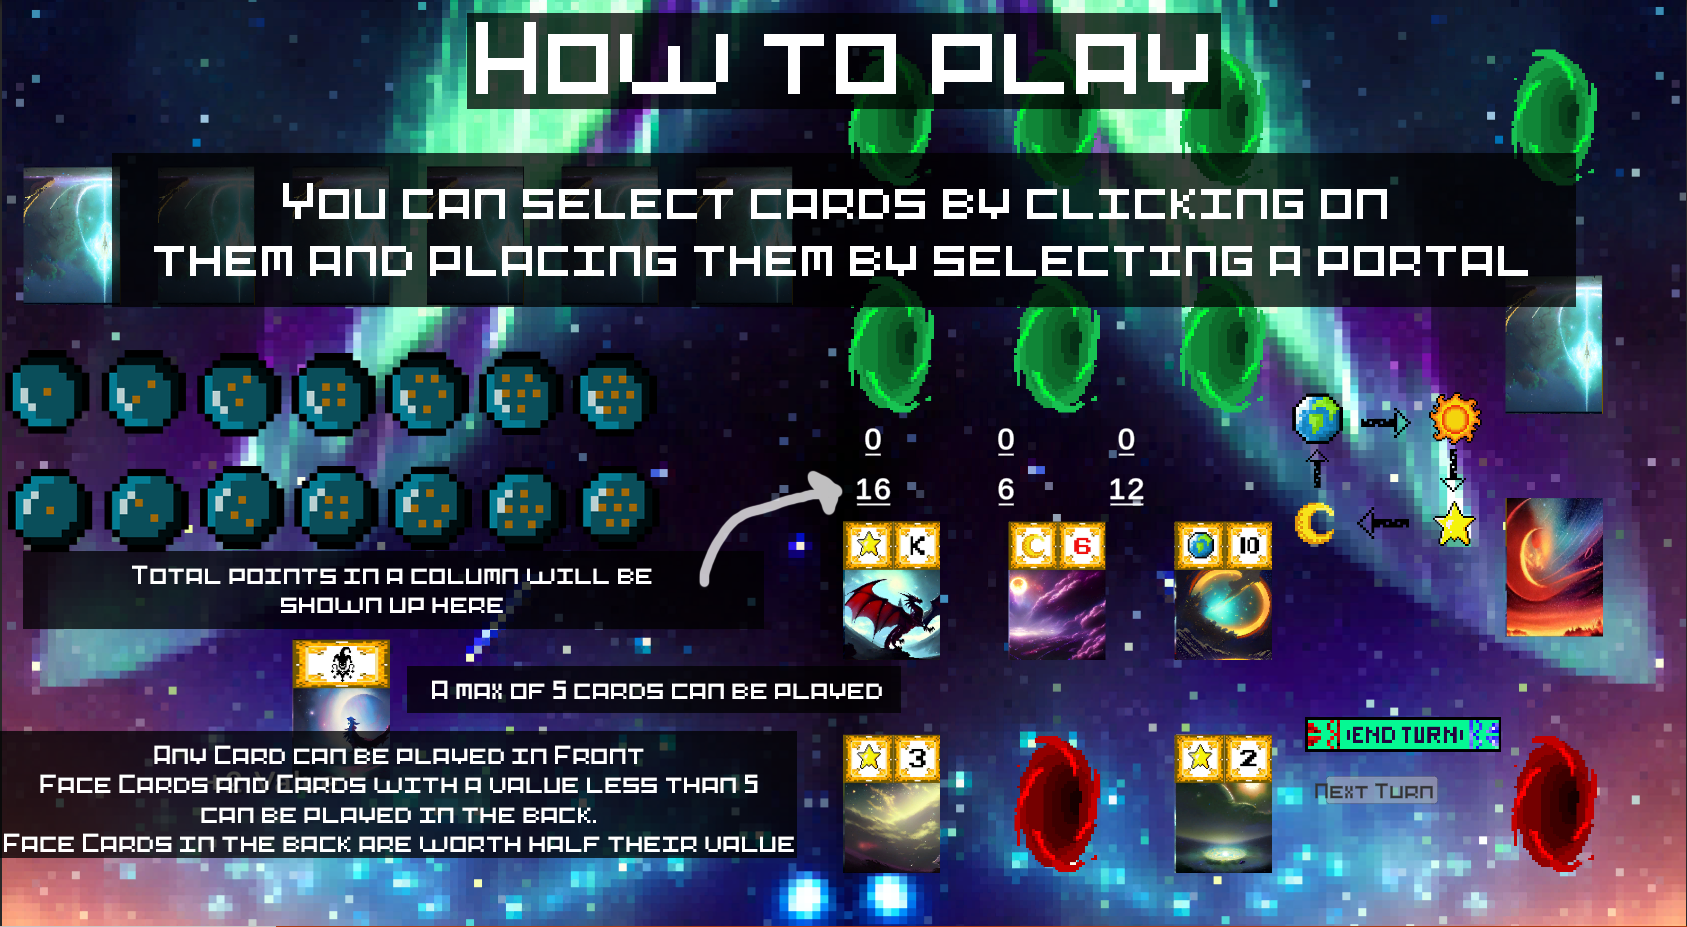 How to play
You can select cards by clicking on
them and placing them by selecting a portal
0 0 0
16 6 12
K 6 10
Total points in a column will be
shown up here
A max of 5 cards can be played
END TURN
Any Card can be played in Front
Face Cards and Cards with a value less than 5
can be played in the back.
Face Cards in the back are worth half their value
3 2
Next Turn